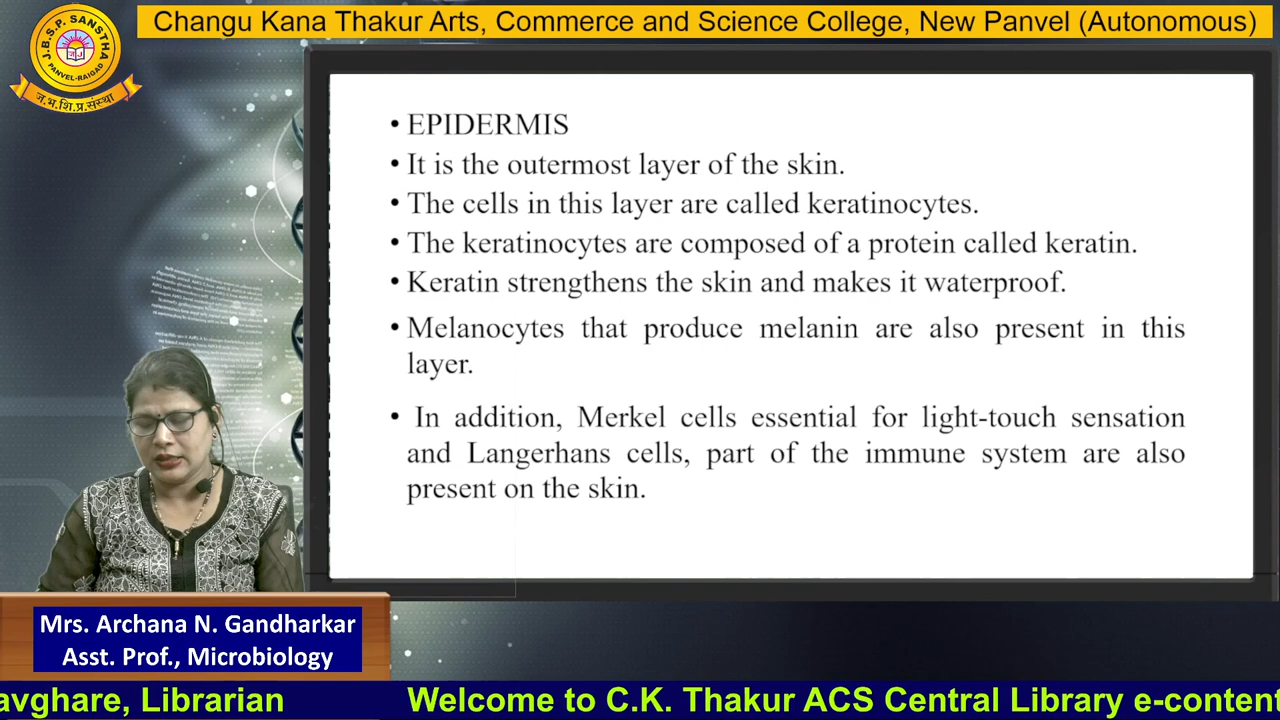 Changu Kana Thakur Arts, Commerce and Science College, New Panvel (Autonomous)
J.B.S.P. SANSTHA
PANVEL-RAIGAD
ज.भ.शि.प्र.संस्था
• EPIDERMIS
• It is the outermost layer of the skin.
• The cells in this layer are called keratinocytes.
• The keratinocytes are composed of a protein called keratin.
• Keratin strengthens the skin and makes it waterproof.
• Melanocytes that produce melanin are also present in this
layer.
• In addition, Merkel cells essential for light-touch sensation
and Langerhans cells, part of the immune system are also
present on the skin.
Mrs. Archana N. Gandharkar
Asst. Prof., Microbiology
avghare, Librarian Welcome to C.K. Thakur ACS Central Library e-content